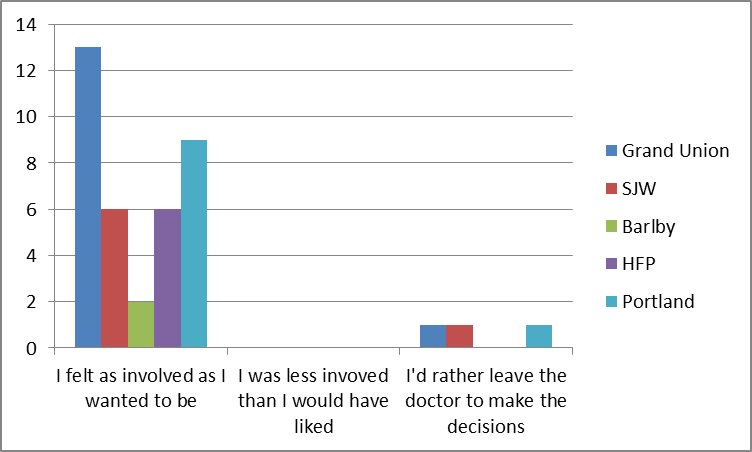 14
12
10
8
6
4
2
0
Grand Union
SJW
Barlby
HFP
Portland
I felt as involved as I
wanted to be
I was less invoved
than I would have
liked
I'd rather leave the
doctor to make the
decisions